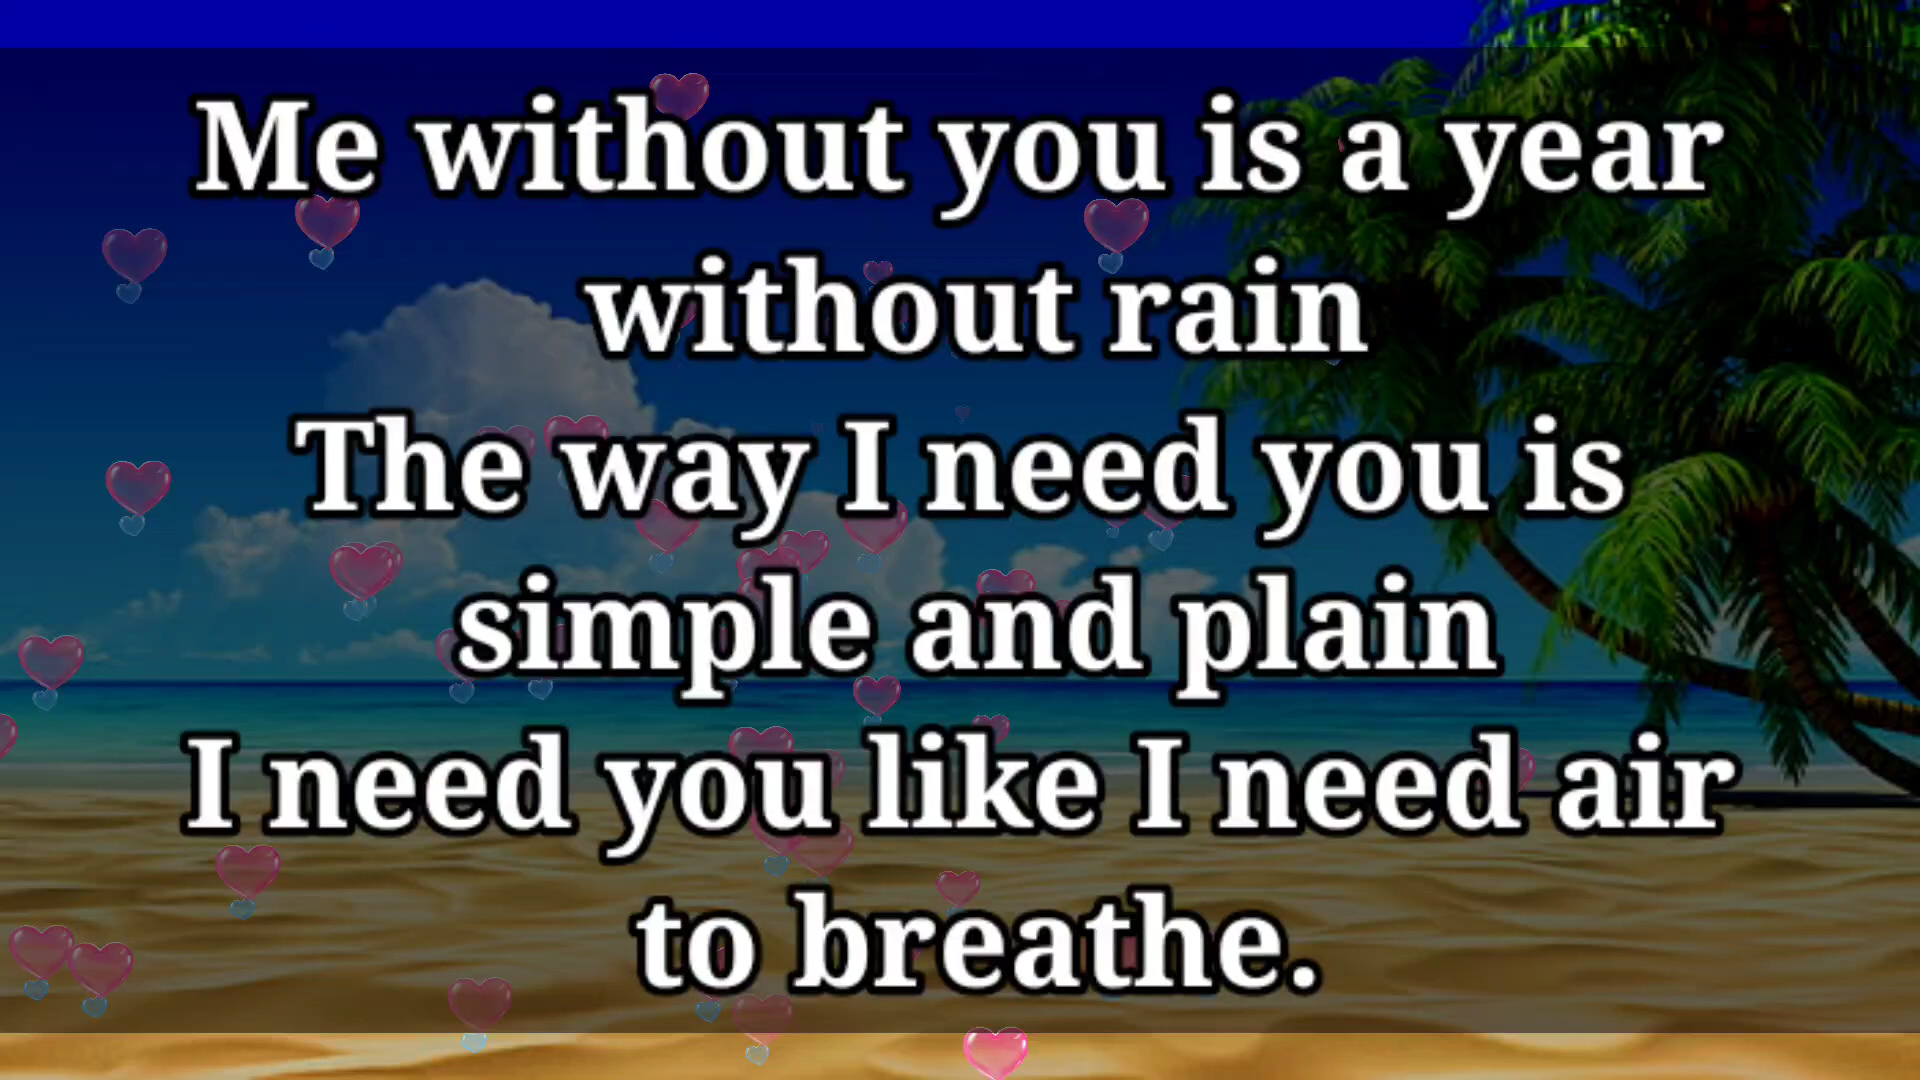 Me without you is a year
without rain
The way I need you is
simple and plain
I need you like I need air
to breathe.